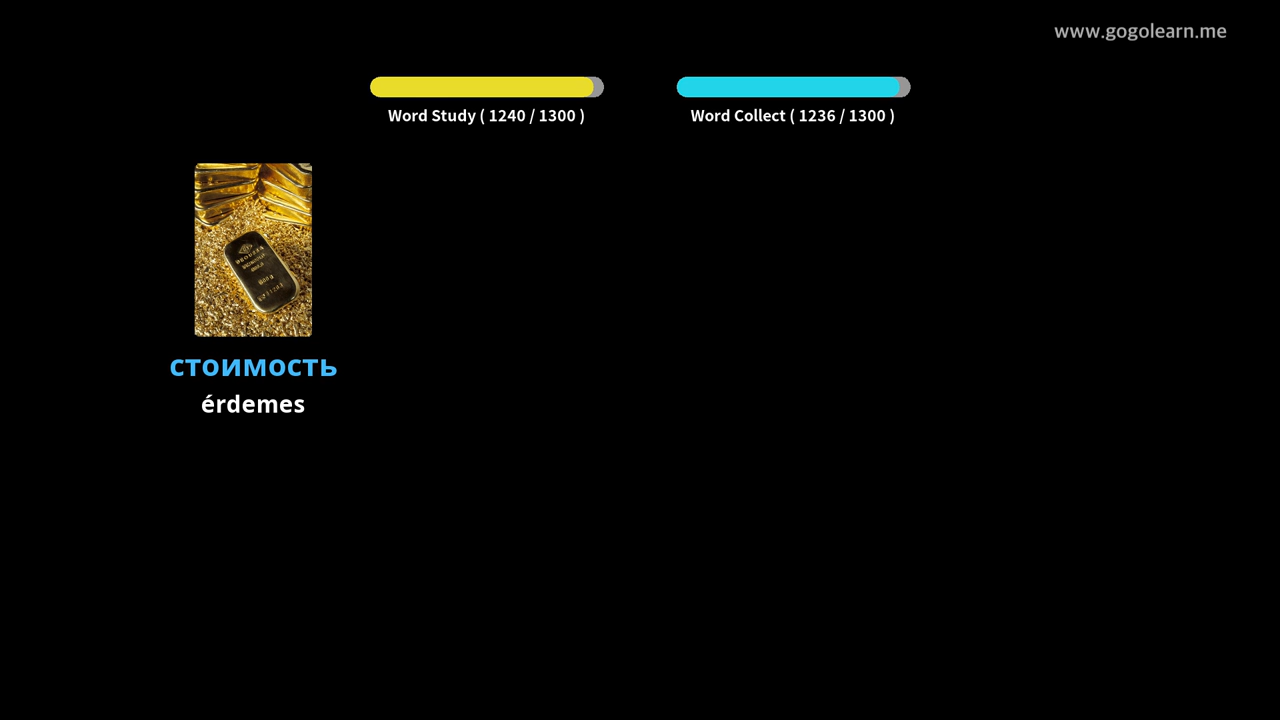 www.gogolearn.me
Word Study ( 1240 / 1300 )
Word Collect ( 1236 / 1300 )
стоимость
érdemes